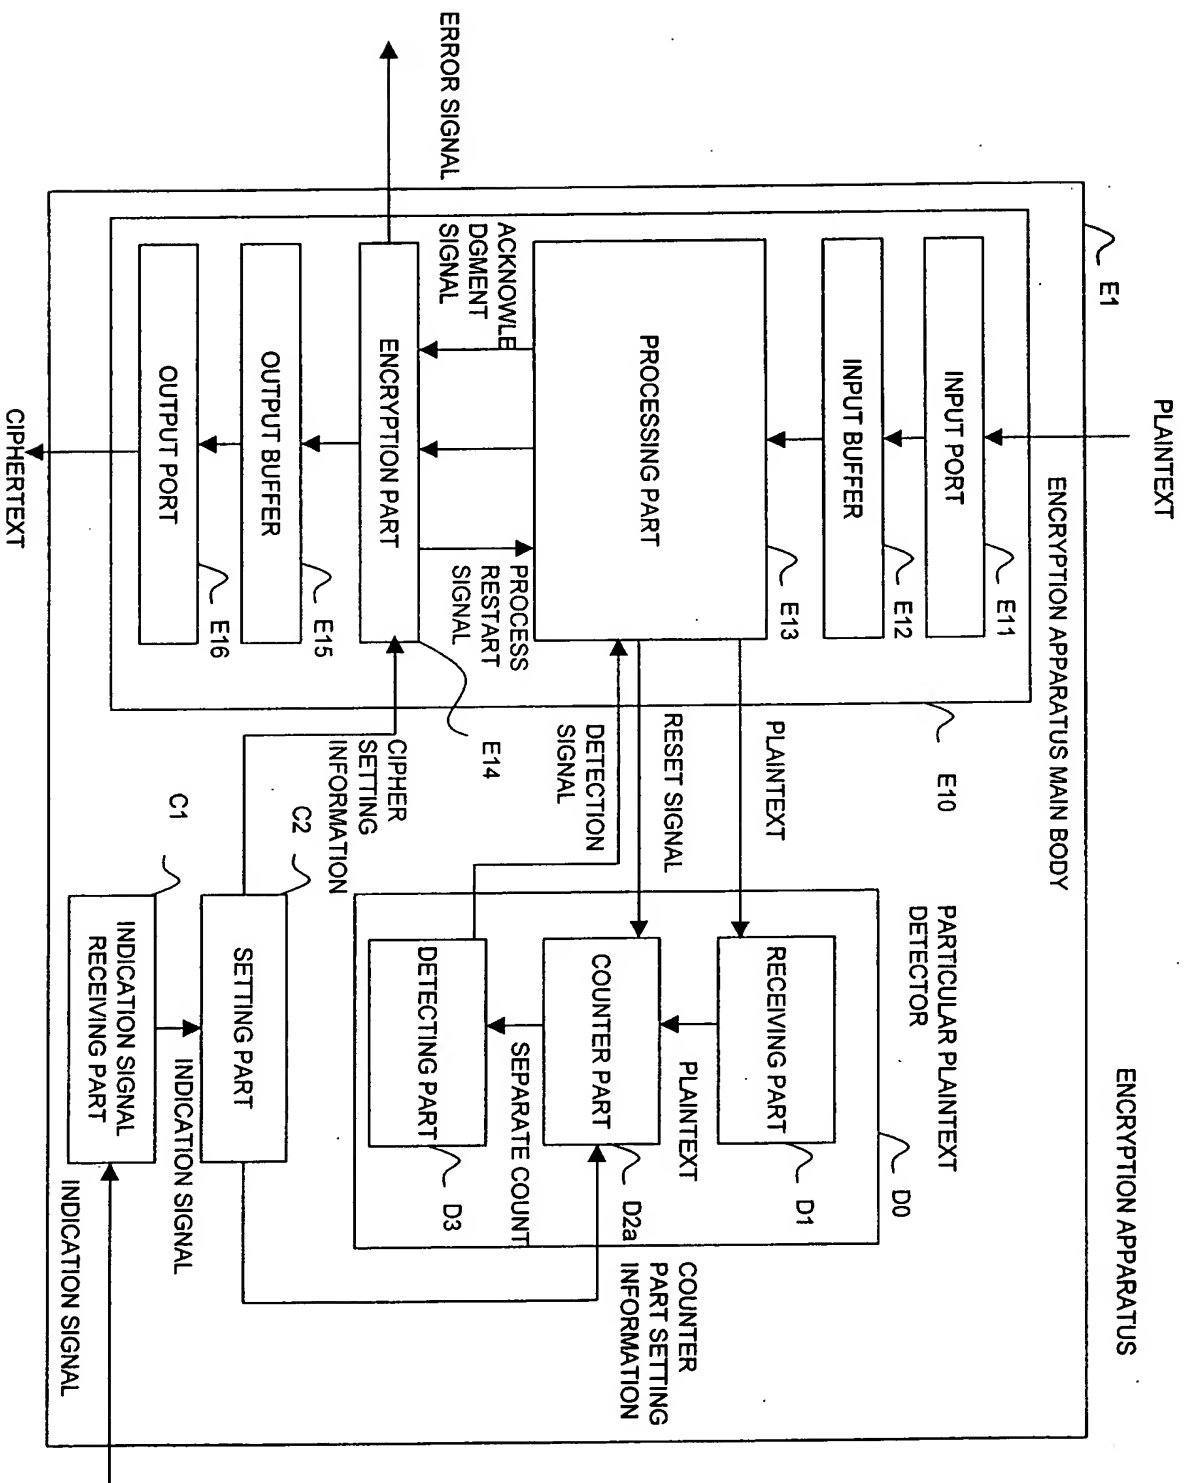 ENCRYPTION APPARATUS
PLAINTEXT
ENCRYPTION APPARATUS MAIN BODY
E1
E10
INPUT PORT
E11
INPUT BUFFER
E12
PROCESSING PART
E13
ACKNOWLE
DGMENT
SIGNAL
PROCESS
RESTART
SIGNAL
ENCRYPTION PART
E14
OUTPUT BUFFER
E15
OUTPUT PORT
E16
ERROR SIGNAL
CIPHERTEXT
PLAINTEXT
RESET SIGNAL
DETECTION
SIGNAL
CIPHER
SETTING
INFORMATION
PARTICULAR PLAINTEXT
DETECTOR
D0
RECEIVING PART
D1
PLAINTEXT
COUNTER PART
D2a
SEPARATE COUNT
DETECTING PART
D3
COUNTER
PART SETTING
INFORMATION
C2
SETTING PART
INDICATION SIGNAL
C1
INDICATION SIGNAL
RECEIVING PART
INDICATION SIGNAL